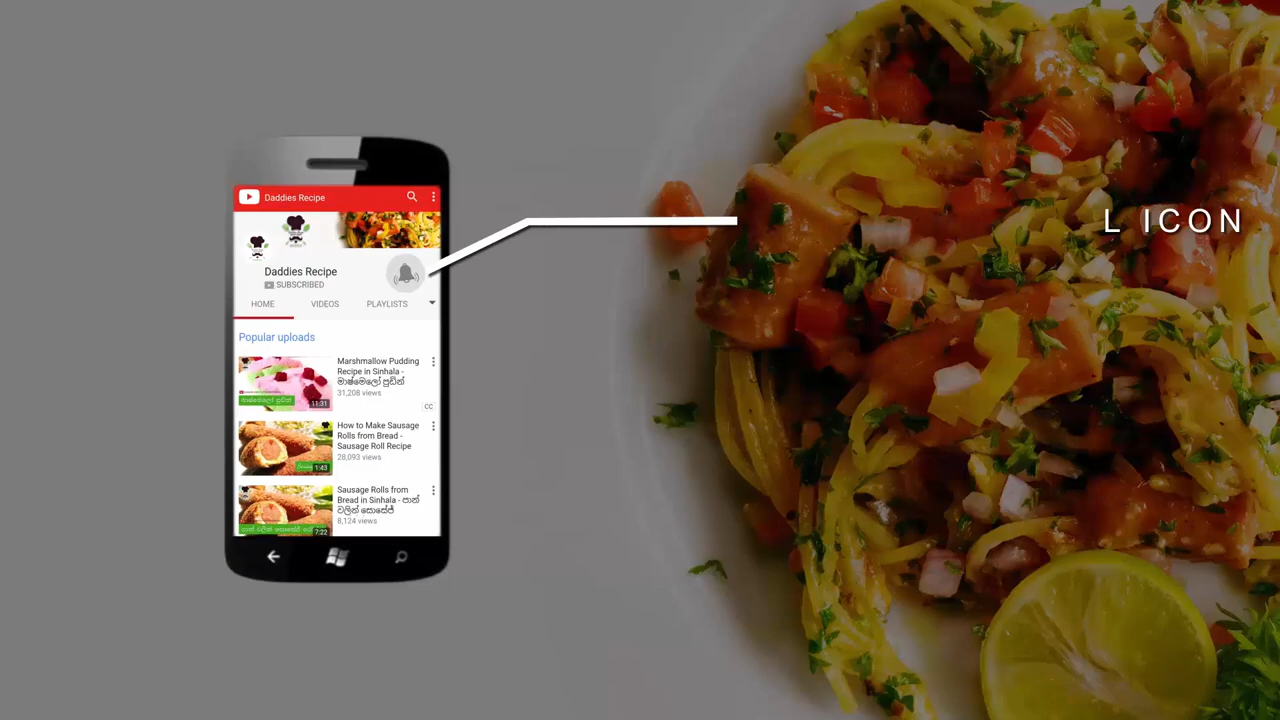 Daddies Recipe
L ICON
Daddies Recipe
SUBSCRIBED
HOME VIDEOS PLAYLISTS
Popular uploads
Marshmallow Pudding
Recipe in Sinhala -
මාෂ්මෙලෝ පුඩින්
31,208 views
CC
මාෂ්මෙලෝ පුඩින්
11:31
How to Make Sausage
Rolls from Bread -
Sausage Roll Recipe
28,093 views
1:43
Sausage Rolls from
Bread in Sinhala - පාන්
වලින් සොසේජ්
8,124 views
පාන් වලින් සොසේජ්
7:22